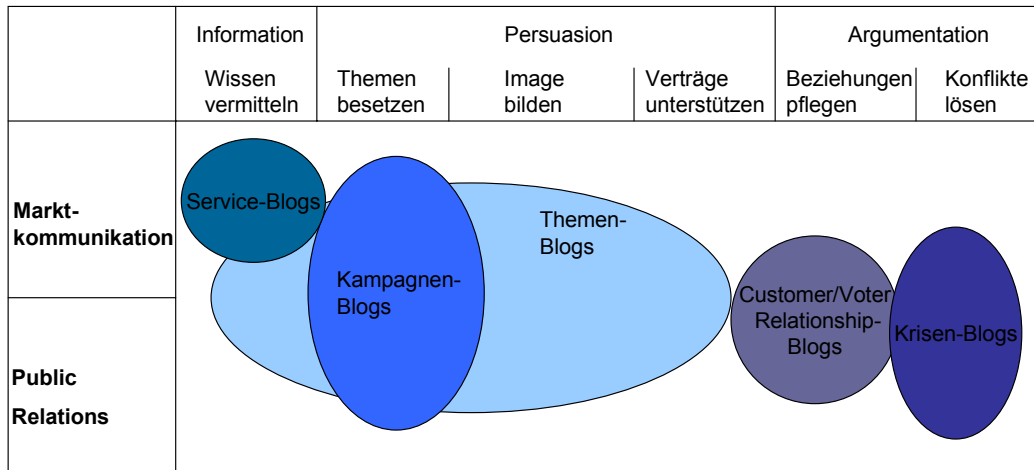 Information
Persuasion
Argumentation
Wissen
vermitteln
Themen
besetzen
Image
bilden
Verträge
unterstützen
Beziehungen
pflegen
Konflikte
lösen
Markt-
kommunikation
Service-Blogs
Themen-
Blogs
Kampagnen-
Blogs
Customer/Voter
Relationship-
Blogs
Krisen-Blogs
Public
Relations